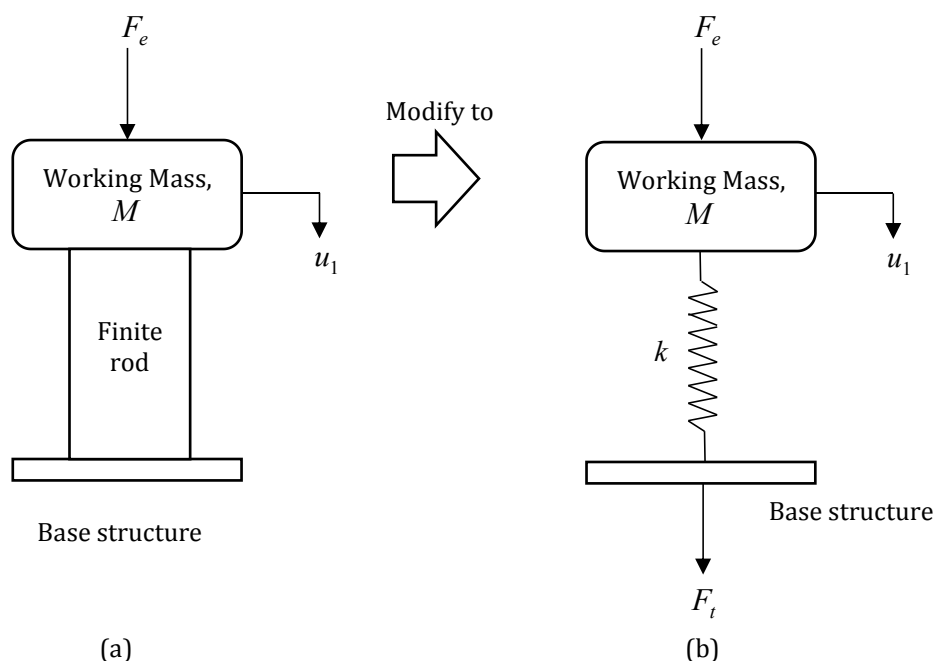 F_e
Working Mass,
M
u_1
Finite
rod
Base structure
(a)
Modify to
F_e
Working Mass,
M
u_1
k
Base structure
F_t
(b)